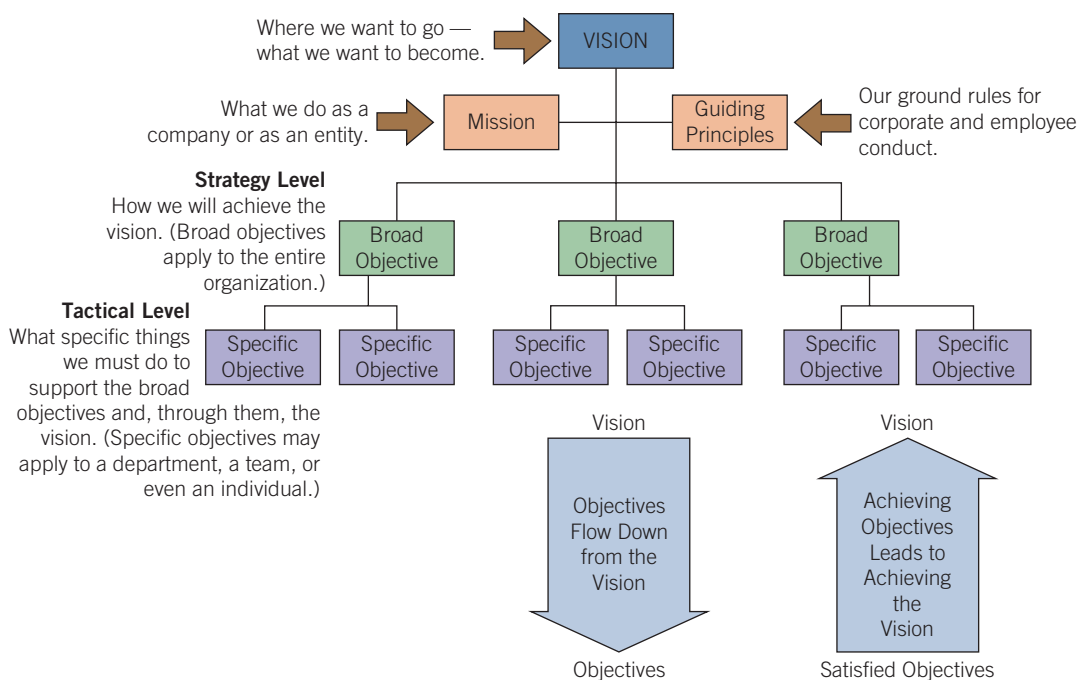 Where we want to go —
what we want to become.
VISION
What we do as a
company or as an entity.
Mission
Guiding
Principles
Our ground rules for
corporate and employee
conduct.
Strategy Level
How we will achieve the
vision. (Broad objectives
apply to the entire
organization.)
Broad
Objective
Broad
Objective
Broad
Objective
Tactical Level
What specific things
we must do to
support the broad
objectives and, through them, the
vision. (Specific objectives may
apply to a department, a team, or
even an individual.)
Specific
Objective
Specific
Objective
Specific
Objective
Specific
Objective
Specific
Objective
Specific
Objective
Vision
Objectives
Flow Down
from the
Vision
Objectives
Vision
Achieving
Objectives
Leads to
Achieving
the
Vision
Satisfied Objectives